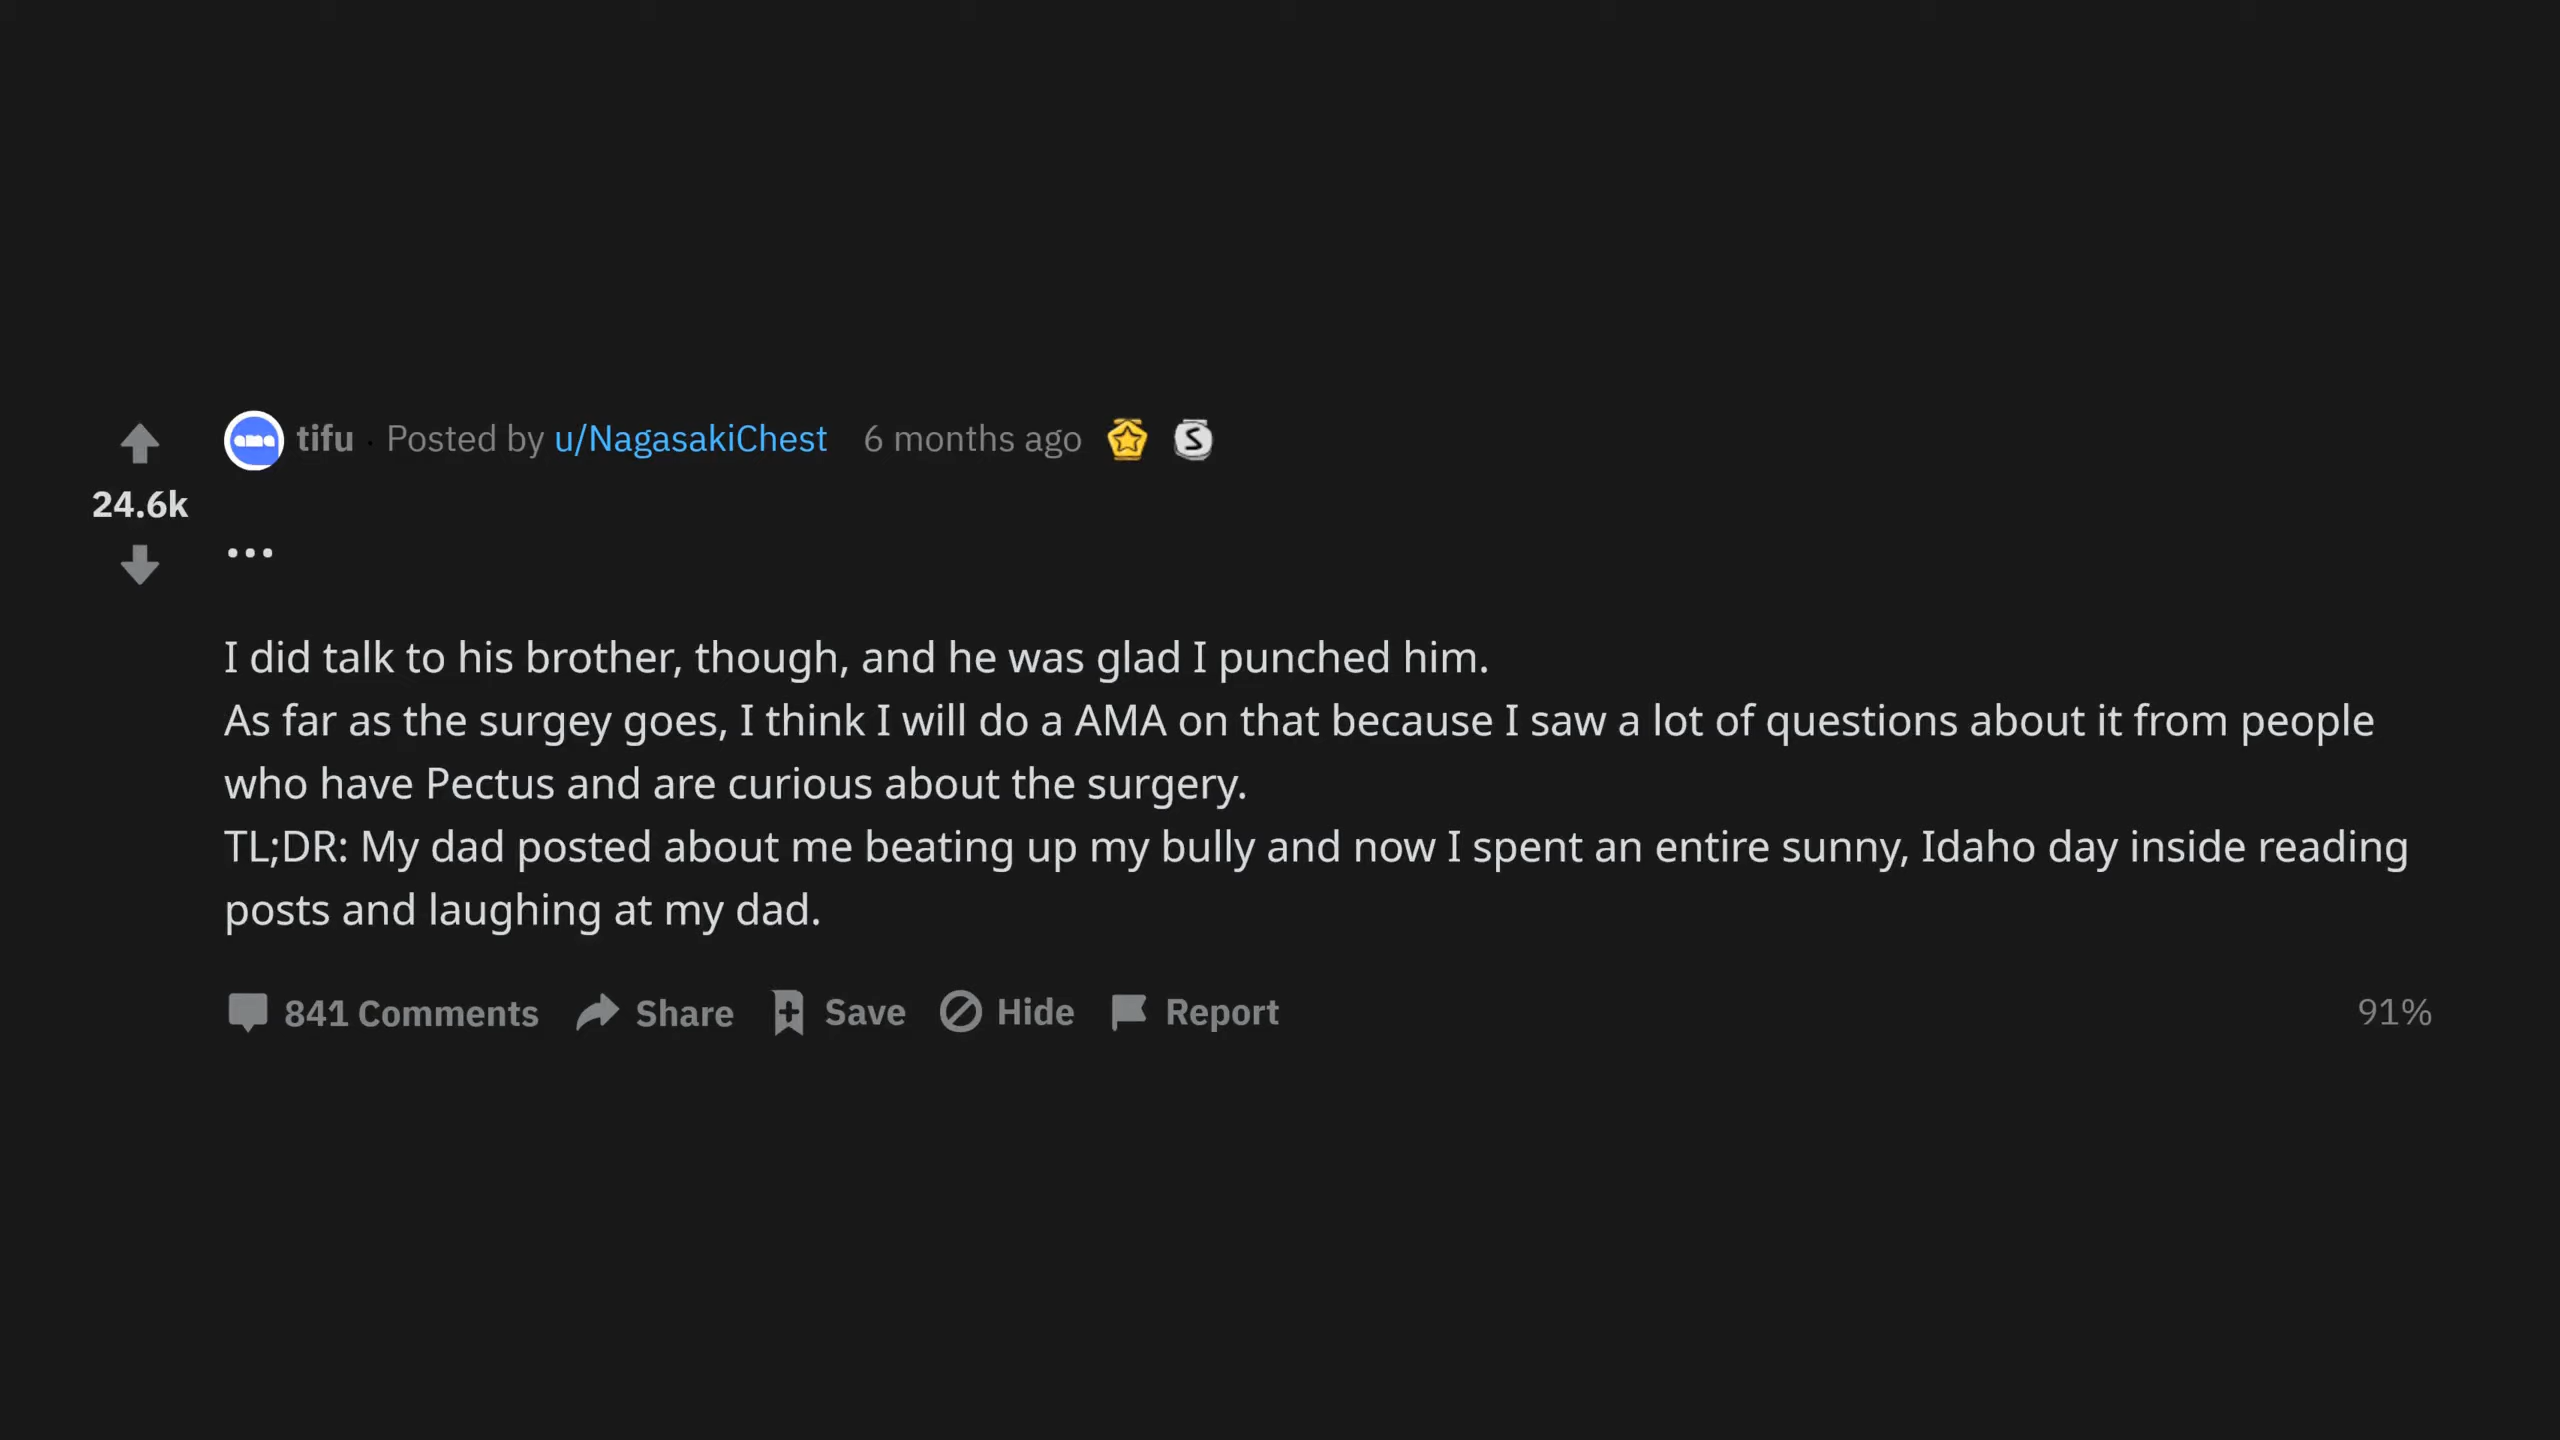 ama tifu · Posted by u/NagasakiChest 6 months ago S
24.6k
...
I did talk to his brother, though, and he was glad I punched him.
As far as the surgey goes, I think I will do a AMA on that because I saw a lot of questions about it from people
who have Pectus and are curious about the surgery.
TL;DR: My dad posted about me beating up my bully and now I spent an entire sunny, Idaho day inside reading
posts and laughing at my dad.
841 Comments Share Save Hide Report 91%